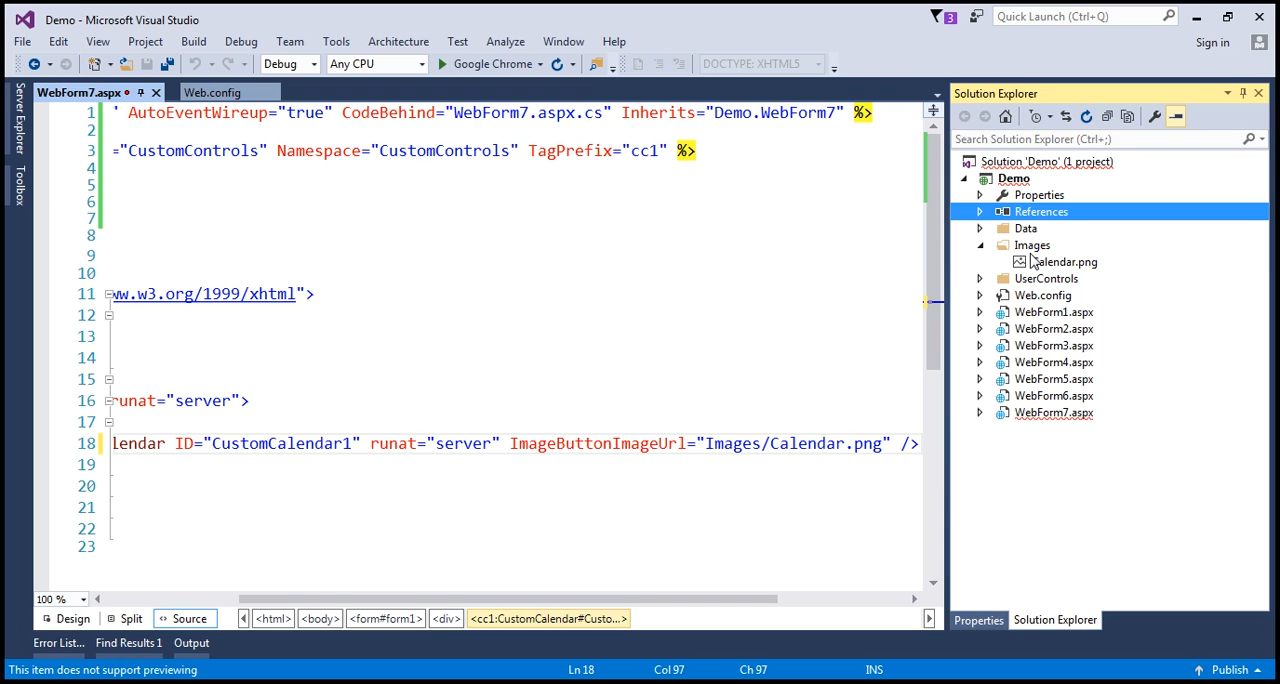 Demo - Microsoft Visual Studio
3
Quick Launch (Ctrl+Q)
File Edit View Project Build Debug Team Tools Architecture Test Analyze Window Help
Sign in
Debug Any CPU Google Chrome DOCTYPE: XHTML5
Server Explorer
Toolbox
WebForm7.aspx Web.config
1 " AutoEventWireup="true" CodeBehind="WebForm7.aspx.cs" Inherits="Demo.WebForm7" %>
2
3 ="CustomControls" Namespace="CustomControls" TagPrefix="cc1" %>
4
5
6
7
8
9
10
11 ww.w3.org/1999/xhtml">
12
13
14
15
16 runat="server">
17
18 lendar ID="CustomCalendar1" runat="server" ImageButtonImageUrl="Images/Calendar.png" />
19
20
21
22
23
100 %
Design Split Source <html> <body> <form#form1> <div> <cc1:CustomCalendar#Custo...>
Error List... Find Results 1 Output
This item does not support previewing Ln 18 Col 97 Ch 97 INS Publish
Solution Explorer
Search Solution Explorer (Ctrl+;)
Solution 'Demo' (1 project)
Demo
Properties
References
Data
Images
Calendar.png
UserControls
Web.config
WebForm1.aspx
WebForm2.aspx
WebForm3.aspx
WebForm4.aspx
WebForm5.aspx
WebForm6.aspx
WebForm7.aspx
Properties Solution Explorer